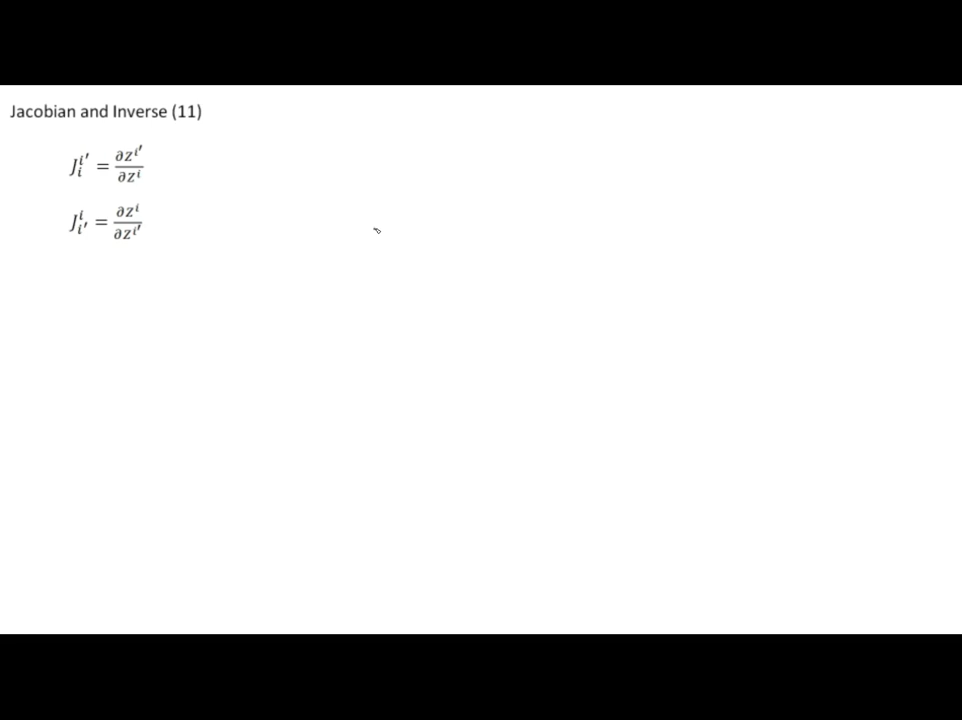 Jacobian and Inverse (11)
J_i^{i'} = ∂z^{i'}/∂z^i
J_{i'}^i = ∂z^i/∂z^{i'}